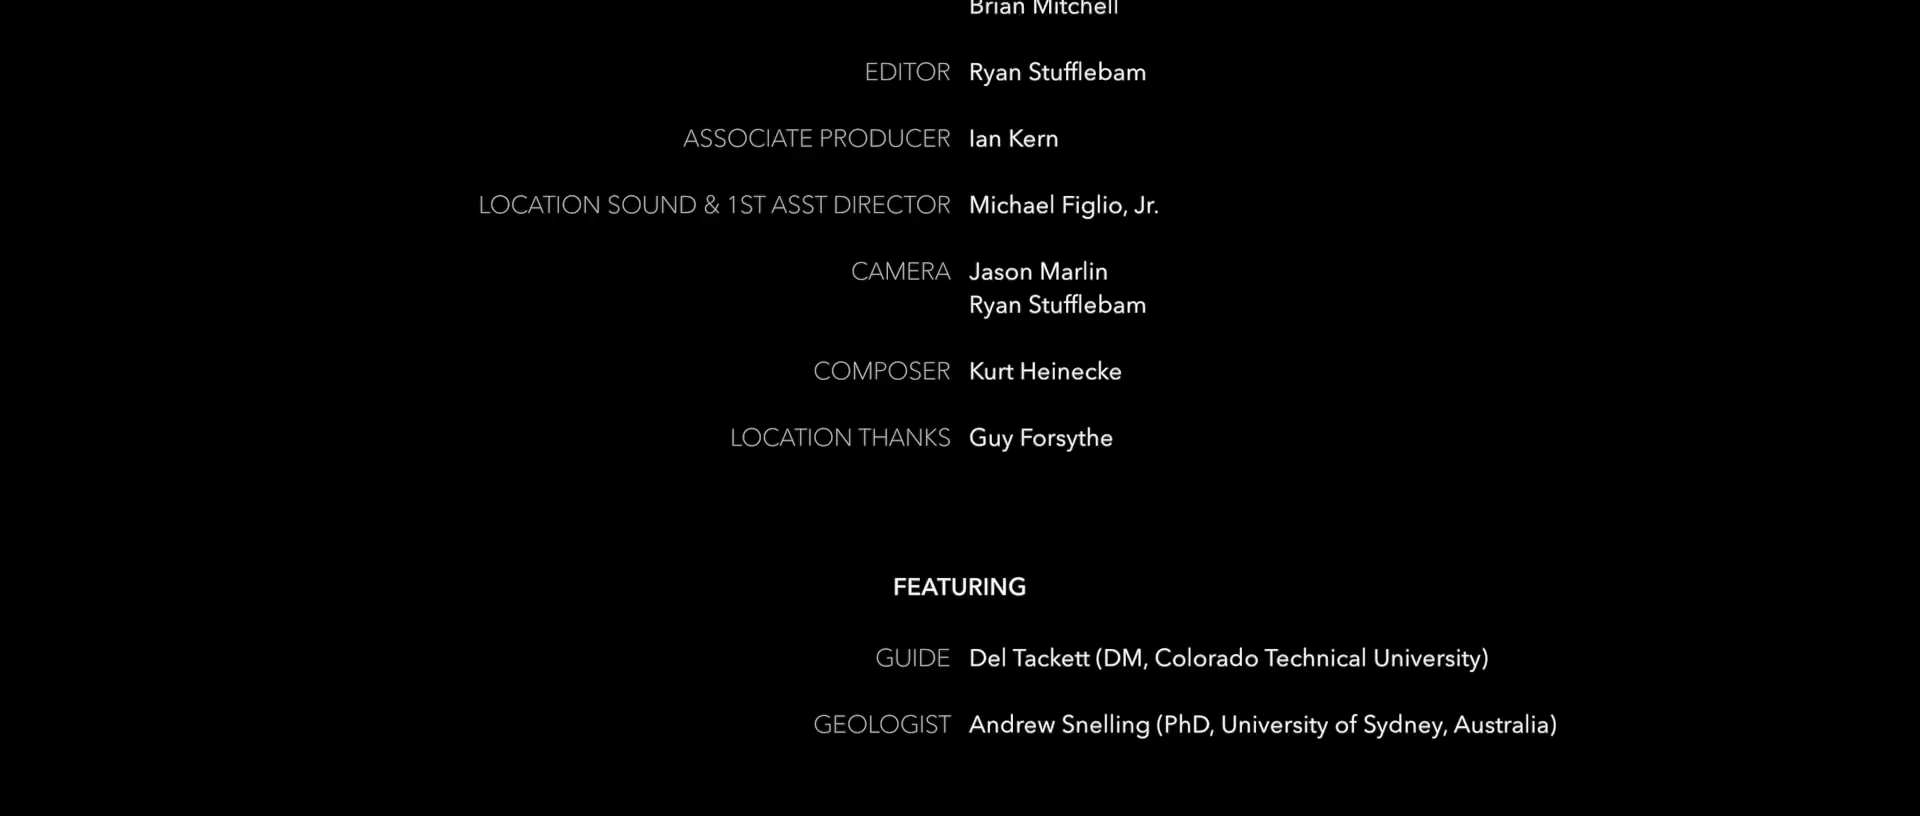 Brian Mitchell
EDITOR Ryan Stufflebam
ASSOCIATE PRODUCER Ian Kern
LOCATION SOUND & 1ST ASST DIRECTOR Michael Figlio, Jr.
CAMERA Jason Marlin
Ryan Stufflebam
COMPOSER Kurt Heinecke
LOCATION THANKS Guy Forsythe
FEATURING
GUIDE Del Tackett (DM, Colorado Technical University)
GEOLOGIST Andrew Snelling (PhD, University of Sydney, Australia)